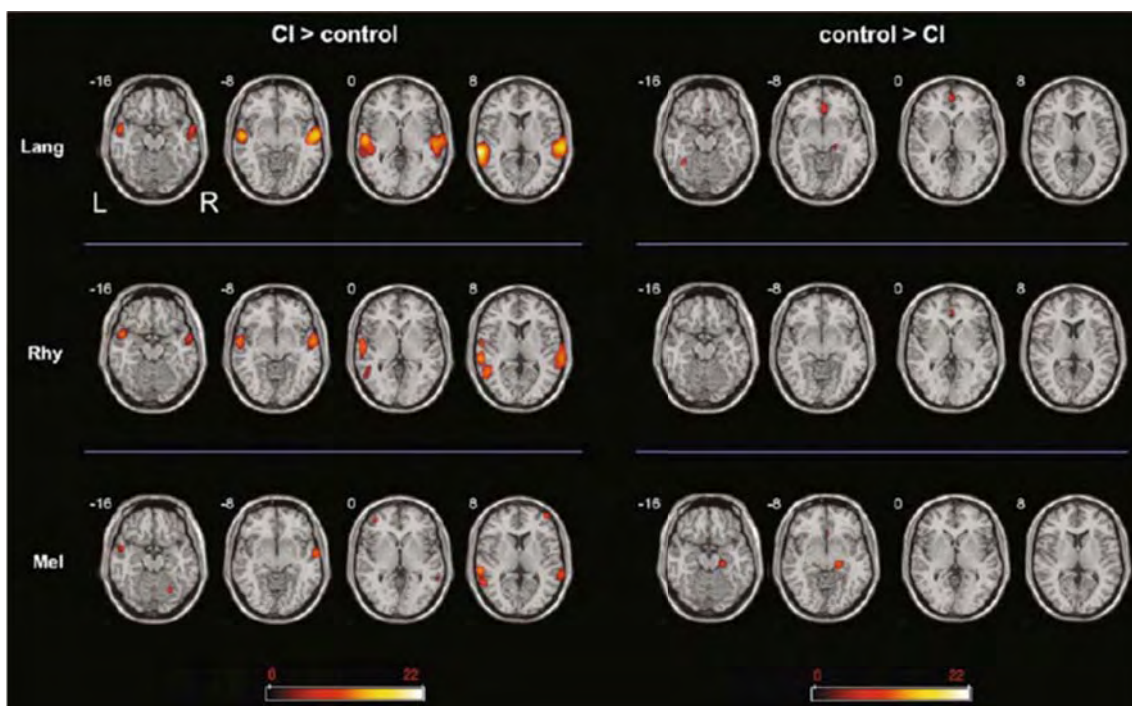 CI > control control > CI
-16 -8 0 8 -16 -8 0 8
Lang
L R
-16 -8 0 8 -16 -8 0 8
Rhy
-16 -8 0 8 -16 -8 0 8
Mel
0 22 0 22